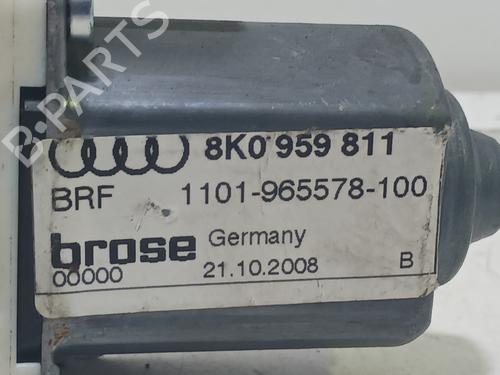 B-PARTS
8K0 959 811
BRF 1101-965578-100
brose Germany
00000 21.10.2008 B